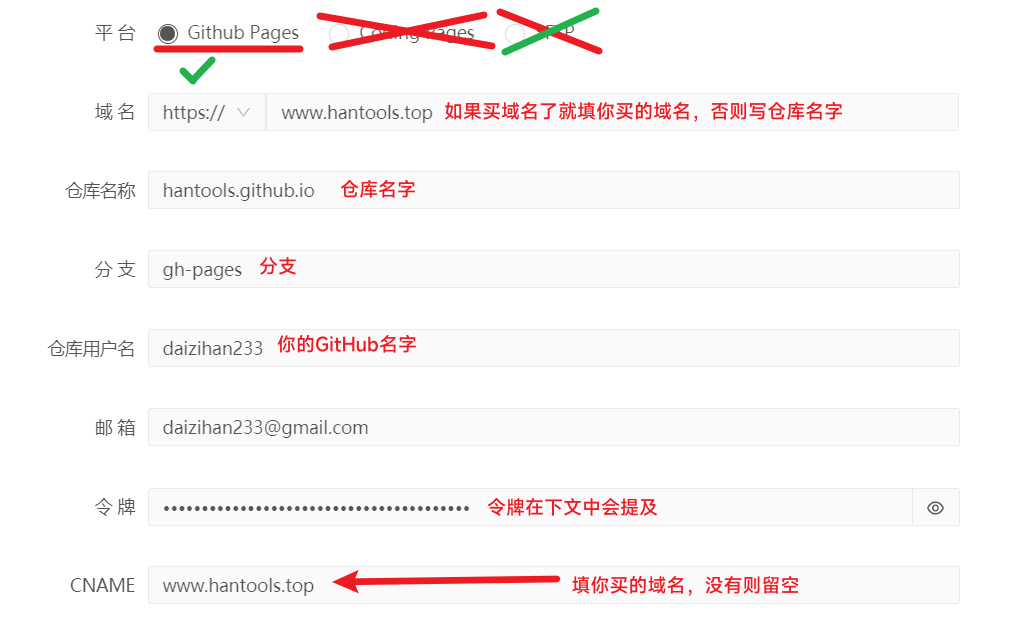 平台 Github Pages Coding Pages FTP
域名 https:// www.hantools.top 如果买域名了就填你买的域名，否则写仓库名字
仓库名称 hantools.github.io 仓库名字
分支 gh-pages 分支
仓库用户名 daizihan233 你的GitHub名字
邮箱 daizihan233@gmail.com
令牌 令牌在下文中会提及
CNAME www.hantools.top 填你买的域名，没有则留空